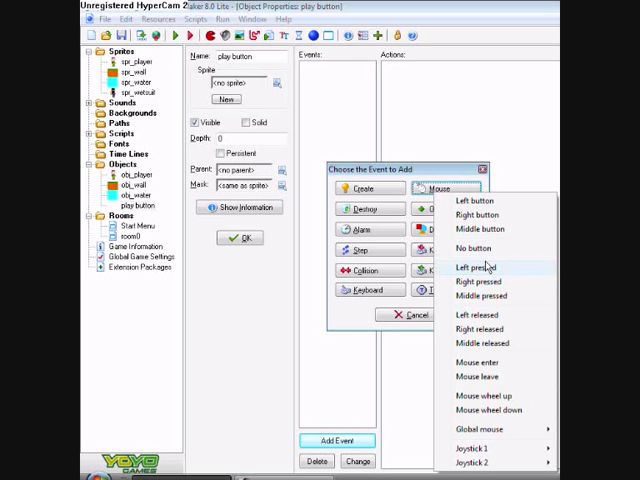 Unregistered HyperCam 2
aker 8.0 Lite - [Object Properties: play button]
File Edit Resources Scripts Run Window Help
Sprites
spr_player
spr_wall
spr_water
spr_wetsuit
Sounds
Backgrounds
Paths
Scripts
Fonts
Time Lines
Objects
obj_player
obj_wall
obj_water
play button
Rooms
Start Menu
room0
Game Information
Global Game Settings
Extension Packages
Name: play button
Sprite
<no sprite>
New
Visible Solid
Depth: 0
Persistent
Parent: <no parent>
Mask: <same as sprite>
Show Information
OK
Events:
Actions:
Choose the Event to Add
Create
Mouse
Destroy
Alarm
Step
Collision
Keyboard
Cancel
Left button
Right button
Middle button
No button
Left pressed
Right pressed
Middle pressed
Left released
Right released
Middle released
Mouse enter
Mouse leave
Mouse wheel up
Mouse wheel down
Global mouse
Joystick 1
Joystick 2
Add Event
Delete Change
YOYO
GAMES